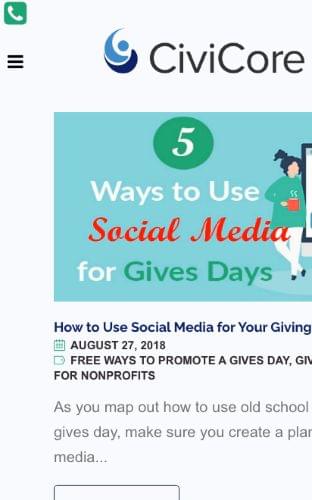 CiviCore
5
Ways to Use
Social Media
for Gives Days
How to Use Social Media for Your Giving
AUGUST 27, 2018
FREE WAYS TO PROMOTE A GIVES DAY,
FOR NONPROFITS
As you map out how to use old school
gives day, make sure you create a
media...